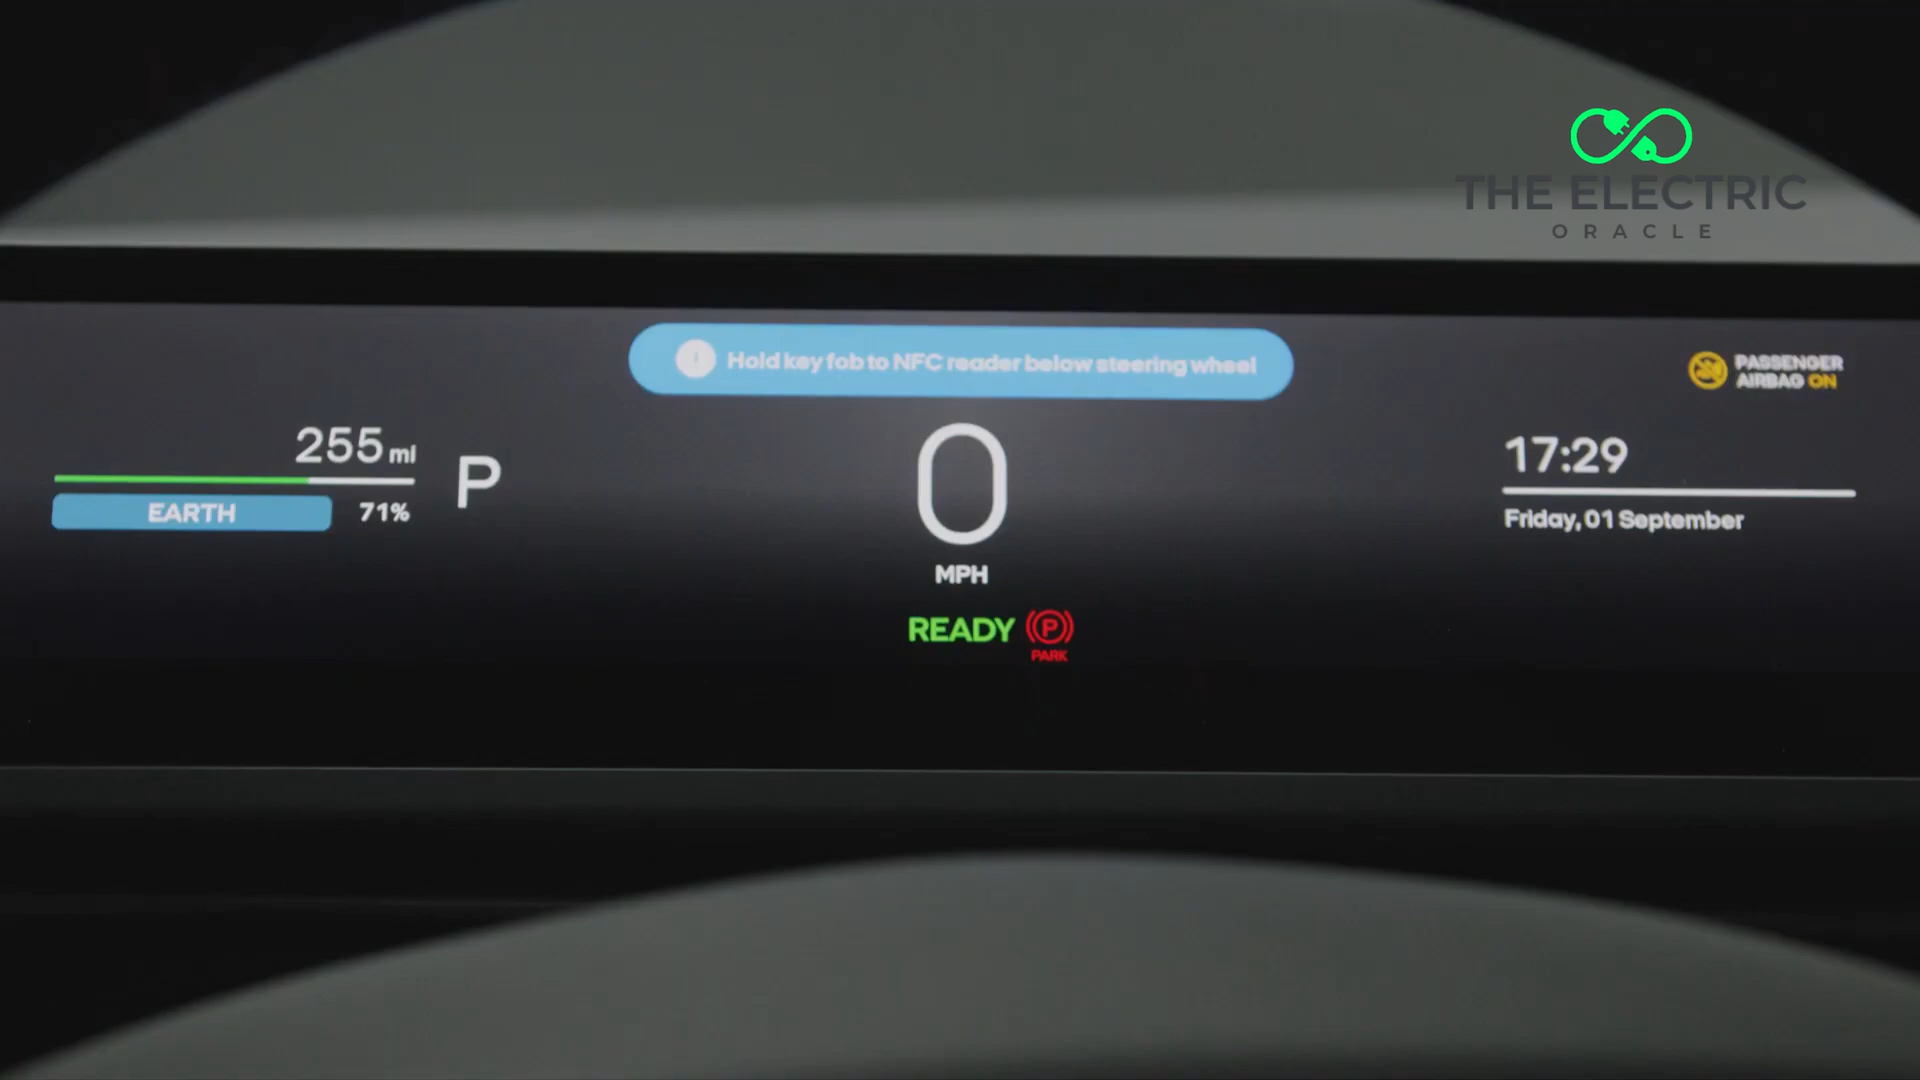 THE ELECTRIC
ORACLE
Hold key fob to NFC reader below steering wheel
PASSENGER
AIRBAG ON
255 mi
P
0
17:29
EARTH
71%
Friday, 01 September
MPH
READY
P
PARK